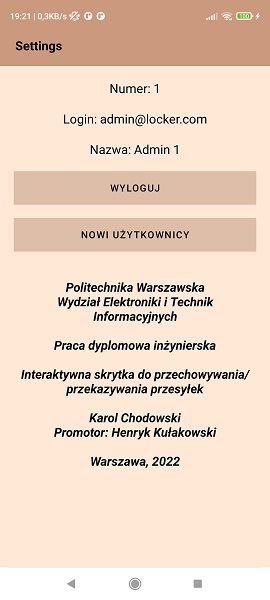 19:21 | 0,3KB/s
100
Settings
Numer: 1
Login: admin@locker.com
Nazwa: Admin 1
WYLOGUJ
NOWI UŻYTKOWNICY
Politechnika Warszawska
Wydział Elektroniki i Technik
Informacyjnych
Praca dyplomowa inżynierska
Interaktywna skrytka do przechowywania/
przekazywania przesyłek
Karol Chodowski
Promotor: Henryk Kułakowski
Warszawa, 2022